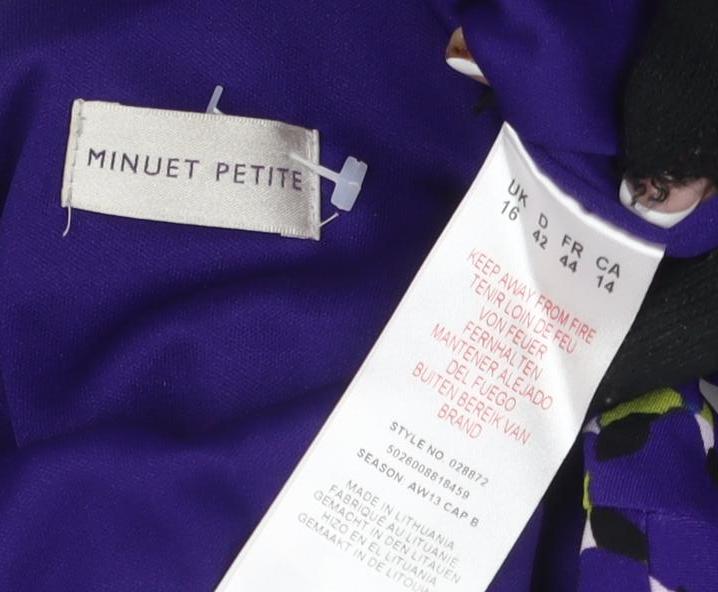 MINUET PETITE
UK D FR CA
16 42 44 14
KEEP AWAY FROM FIRE
TENIR LOIN DE FEU
VON FEUER
FERNHALTEN
MANTENER ALEJADO
DEL FUEGO
BUITEN BEREIK VAN
BRAND
STYLE NO 028872
5026008818459
SEASON: AW13 CAP B
MADE IN LITHUANIA
FABRIQUÉ AU LITUANIE
GEMACHT IN DEN LITAUEN
HIZO EN EL LITUANIA
GEMAAKT IN DE